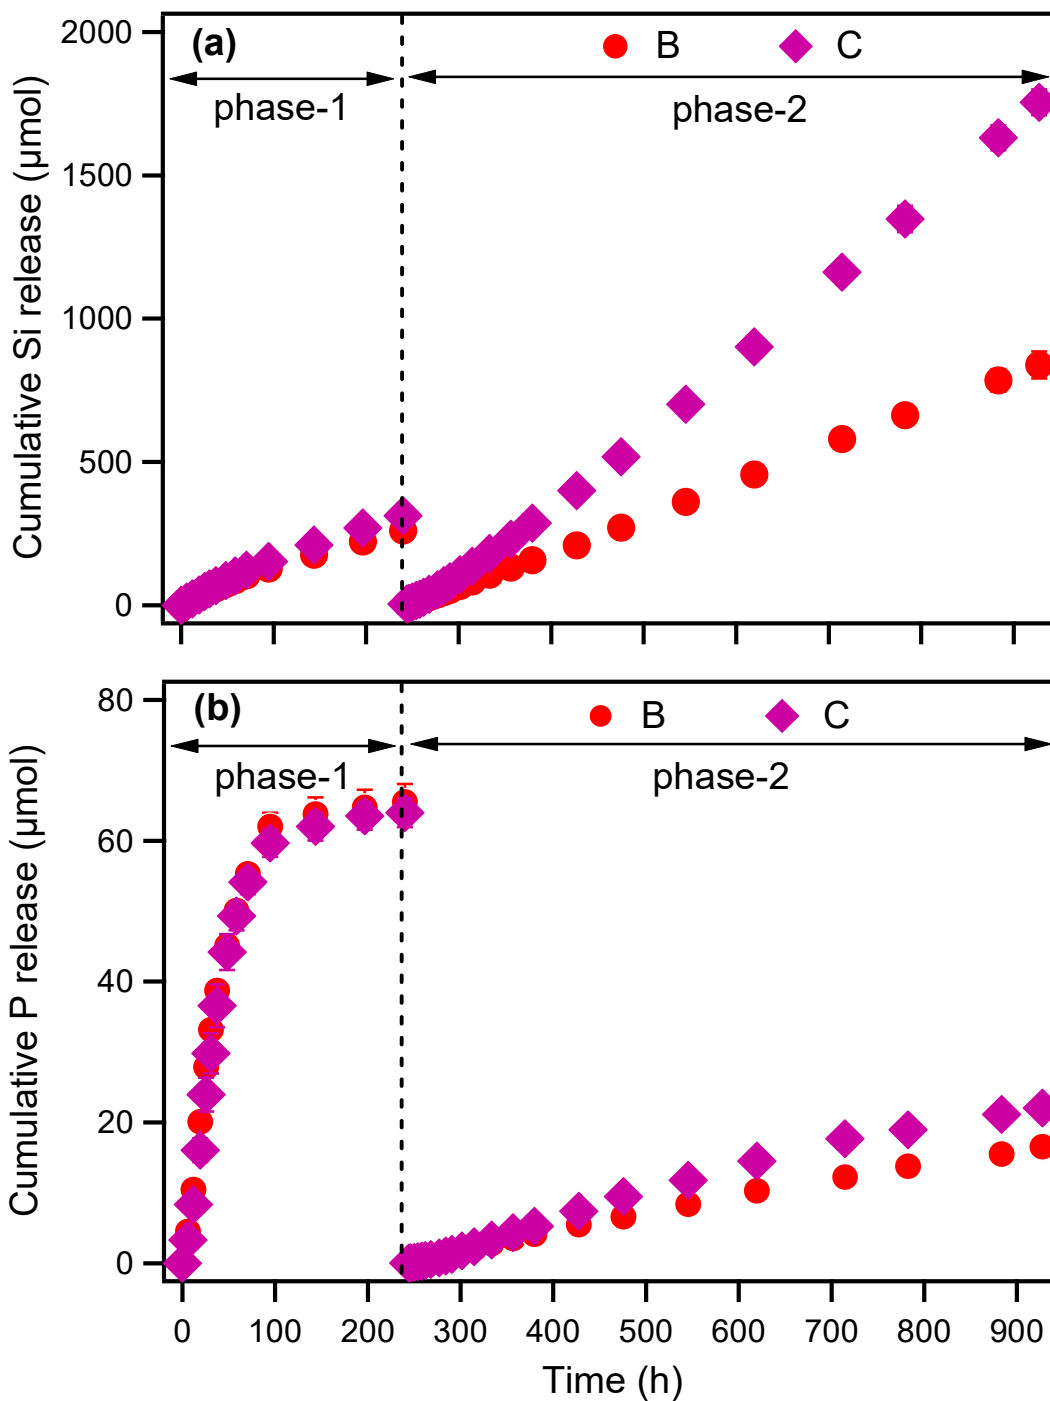 (a) B C
phase-1 phase-2
Cumulative Si release (µmol)
2000
1500
1000
500
0
(b) B C
phase-1 phase-2
Cumulative P release (µmol)
80
60
40
20
0
0 100 200 300 400 500 600 700 800 900
Time (h)